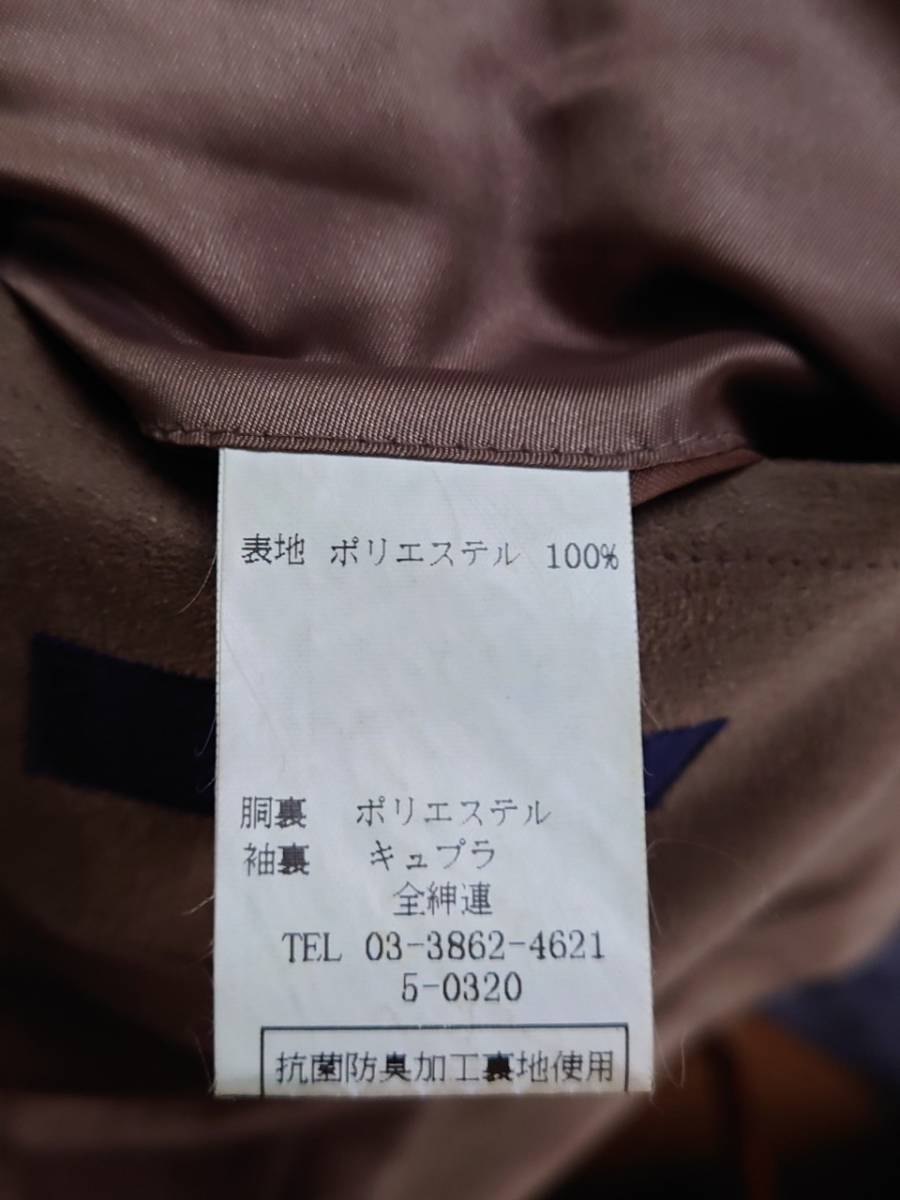 表地 ポリエステル 100%
胴裏 ポリエステル
袖裏 キュプラ
全紳連
TEL 03-3862-4621
5-0320
抗菌防臭加工裏地使用